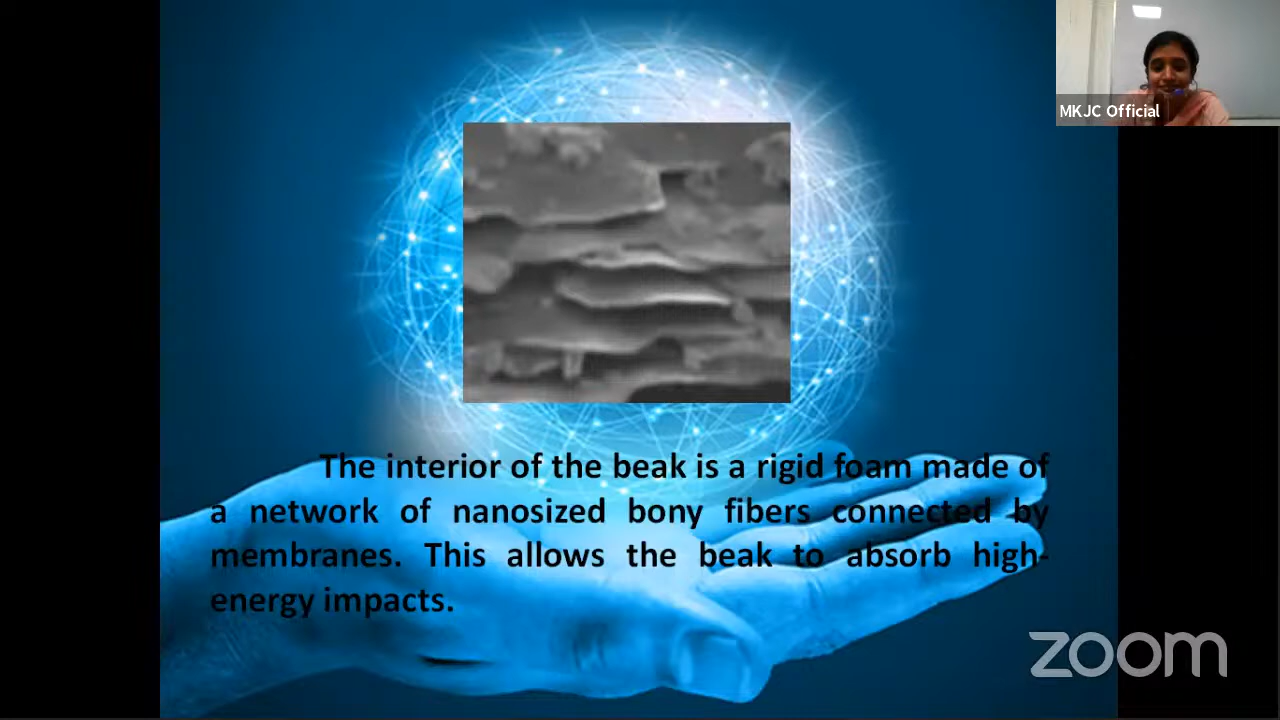 MKJC Official
The interior of the beak is a rigid foam made of
a network of nanosized bony fibers connected by
membranes. This allows the beak to absorb high-
energy impacts.
zoom